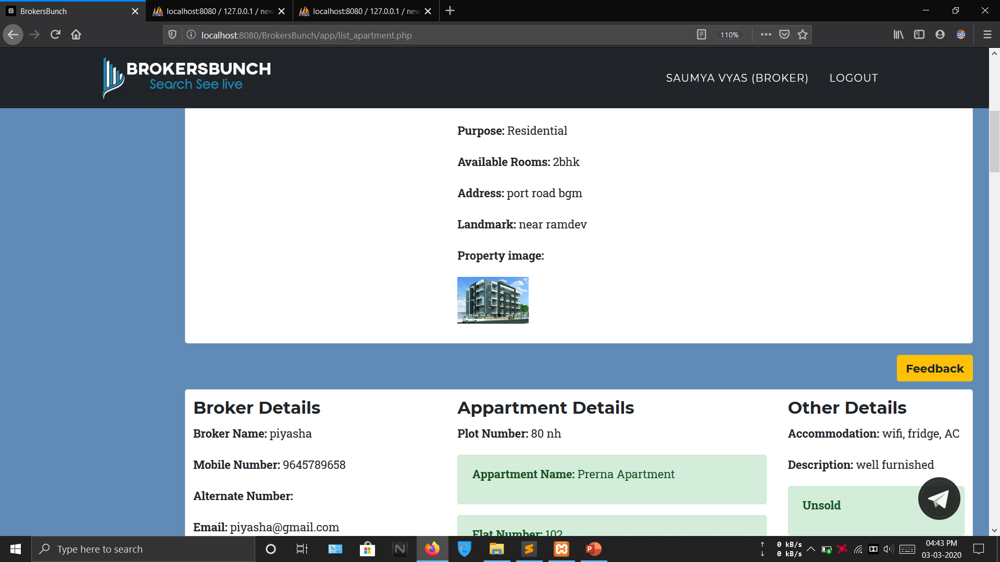 BrokersBunch
localhost:8080 / 127.0.0.1 / new
localhost:8080 / 127.0.0.1 / new
localhost:8080/BrokersBunch/app/list_apartment.php
110%
BROKERSBUNCH
Search See live
SAUMYA VYAS (BROKER)
LOGOUT
Purpose: Residential
Available Rooms: 2bhk
Address: port road bgm
Landmark: near ramdev
Property image:
Feedback
Broker Details
Broker Name: piyasha
Mobile Number: 9645789658
Alternate Number:
Email: piyasha@gmail.com
Appartment Details
Plot Number: 80 nh
Appartment Name: Prerna Apartment
Flat Number: 102
Other Details
Accommodation: wifi, fridge, AC
Description: well furnished
Unsold
Type here to search
0 kB/s
0 kB/s
04:43 PM
03-03-2020